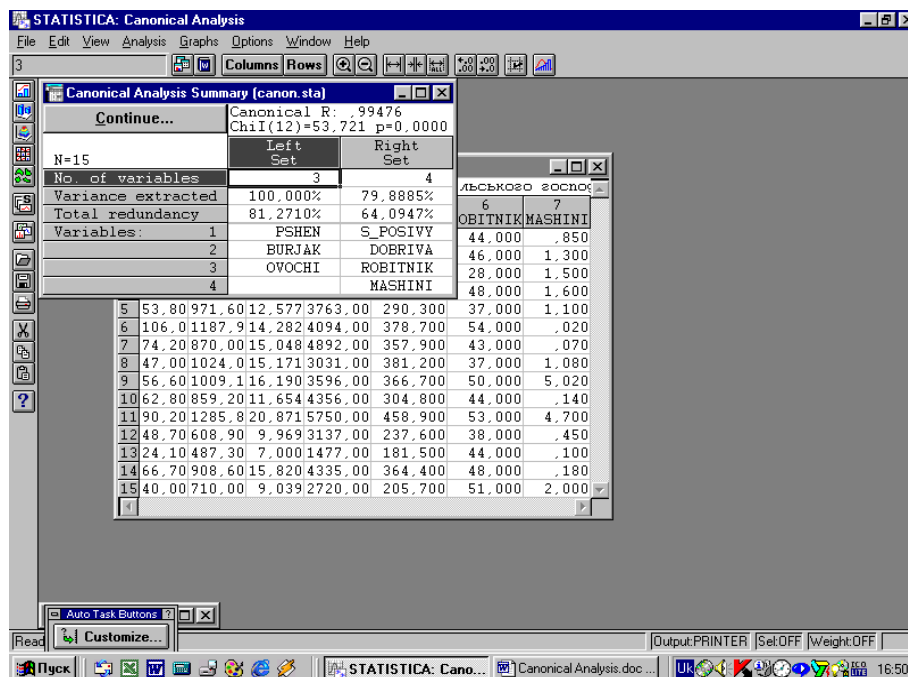 STATISTICA: Canonical Analysis
File Edit View Analysis Graphs Options Window Help
3 Columns Rows
Canonical Analysis Summary (canon.sta)
Continue...
Canonical R: ,99476
ChiI(12)=53,721 p=0,0000
N=15
Left Set Right Set
No. of variables 3 4
Variance extracted 100,000% 79,8885%
Total redundancy 81,2710% 64,0947%
Variables: 1 PSHEN S_POSIVY
2 BURJAK DOBRIVA
3 OVOCHI ROBITNIK
4 MASHINI
льського госпо
6 7
OBITNIK MASHINI
44,000 ,850
46,000 1,300
28,000 1,500
48,000 1,600
5 53,80 971,60 12,577 3763,00 290,300 37,000 1,100
6 106,0 1187,9 14,282 4094,00 378,700 54,000 ,020
7 74,20 870,00 15,048 4892,00 357,900 43,000 ,070
8 47,00 1024,0 15,171 3031,00 381,200 37,000 1,080
9 56,60 1009,1 16,190 3596,00 366,700 50,000 5,020
10 62,80 859,20 11,654 4356,00 304,800 44,000 ,140
11 90,20 1285,8 20,871 5750,00 458,900 53,000 4,700
12 48,70 608,90 9,969 3137,00 237,600 38,000 ,450
13 24,10 487,30 7,000 1477,00 181,500 44,000 ,100
14 66,70 908,60 15,820 4335,00 364,400 48,000 ,180
15 40,00 710,00 9,039 2720,00 205,700 51,000 2,000
Auto Task Buttons ?
Customize...
Read Output:PRINTER Sel:OFF Weight:OFF
Пуск STATISTICA: Cano... Canonical Analysis.doc ... Uk 16:50